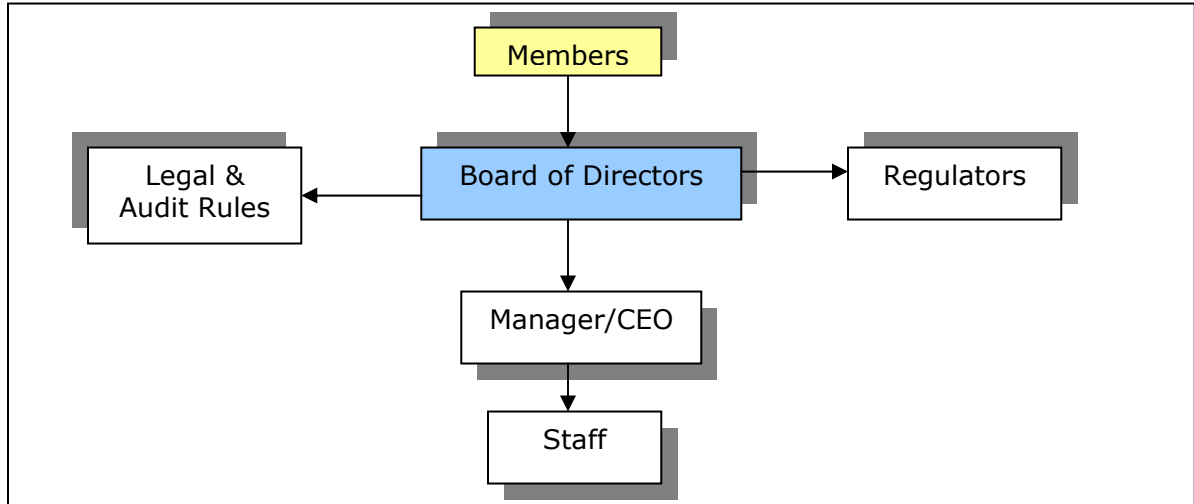 Members
Legal &
Audit Rules
Board of Directors
Regulators
Manager/CEO
Staff